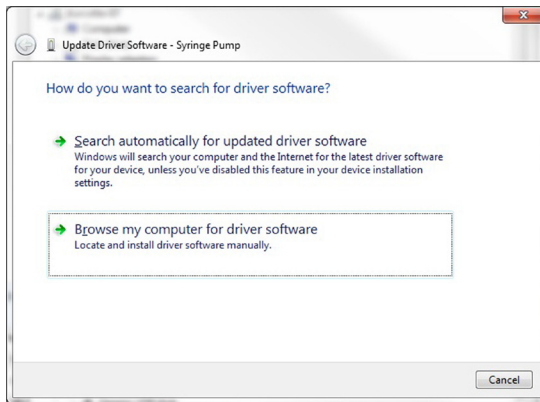 Computer
Update Driver Software - Syringe Pump
How do you want to search for driver software?
Search automatically for updated driver software
Windows will search your computer and the Internet for the latest driver software
for your device, unless you've disabled this feature in your device installation
settings.
Browse my computer for driver software
Locate and install driver software manually.
Cancel